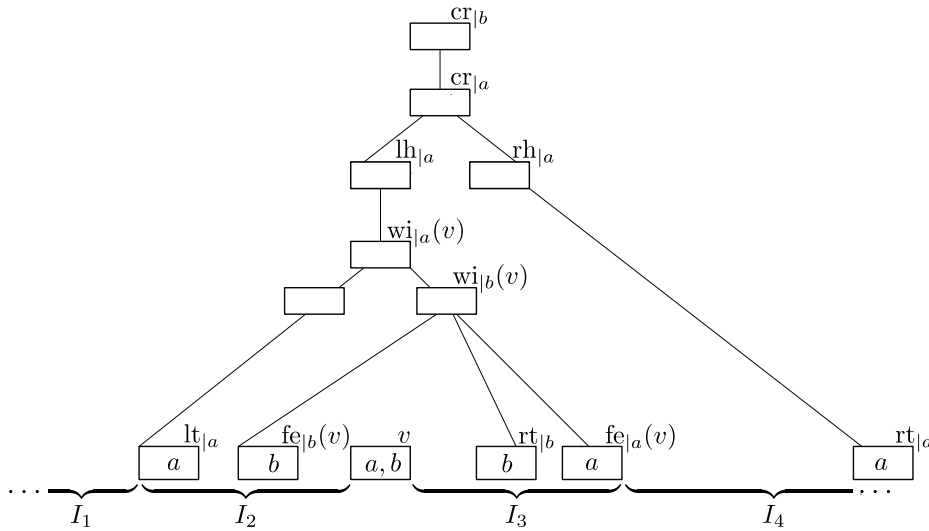 cr|b
cr|a
lh|a rh|a
wi|a(v)
wi|b(v)
lt|a fe|b(v) v rt|b fe|a(v) rt|a
a b a, b b a a
··· ···
I1 I2 I3 I4